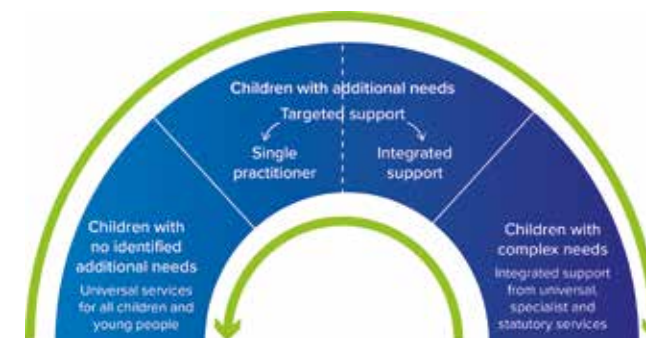 Children with additional needs
Targeted support
Single
practitioner
Integrated
support
Children with
no identified
additional needs
Universal services
for all children and
young people
Children with
complex needs
Integrated support
from universal,
specialist and
statutory services